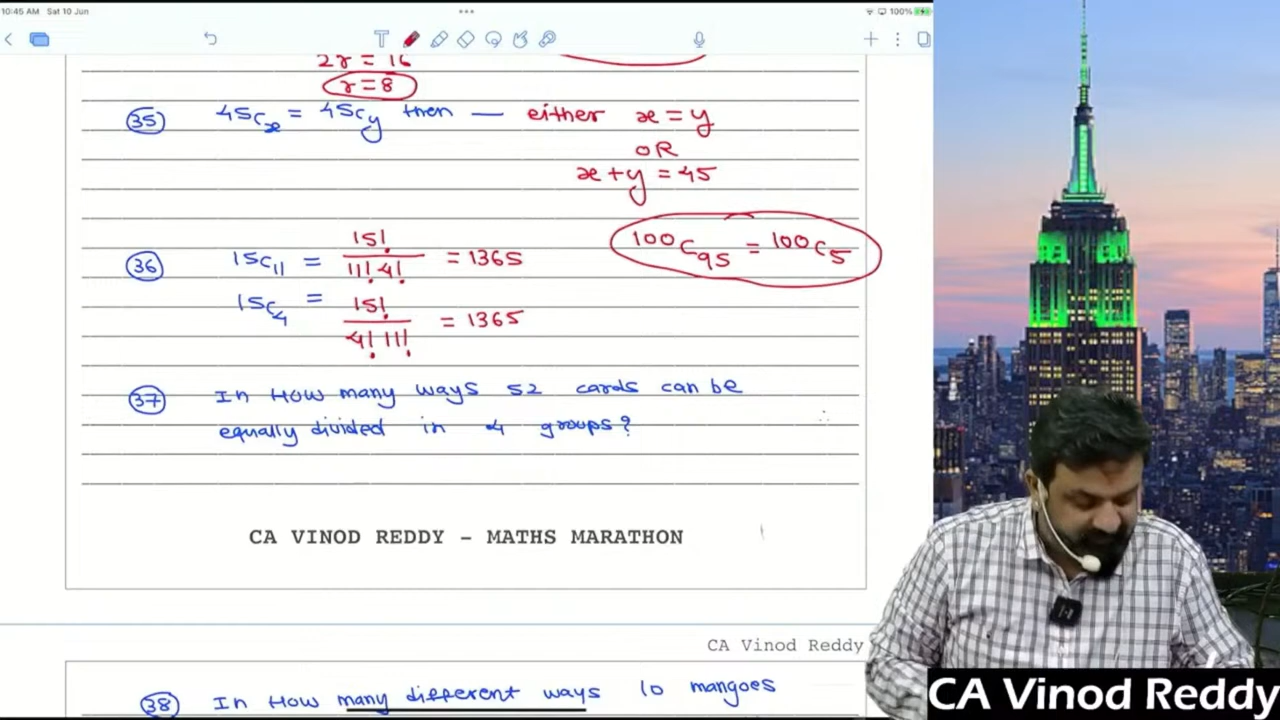 10:45 AM Sat 10 Jun
100%
2r = 16
r = 8
35 45Cx = 45Cy then — either x = y
OR
x + y = 45
36 15C11 = 15! / 11! 4! = 1365
100C95 = 100C5
15C4 = 15! / 4! 11! = 1365
37 In How many ways 52 cards can be
equally divided in 4 groups?
CA VINOD REDDY - MATHS MARATHON
CA Vinod Reddy
38 In How many different ways 10 mangoes
CA Vinod Reddy